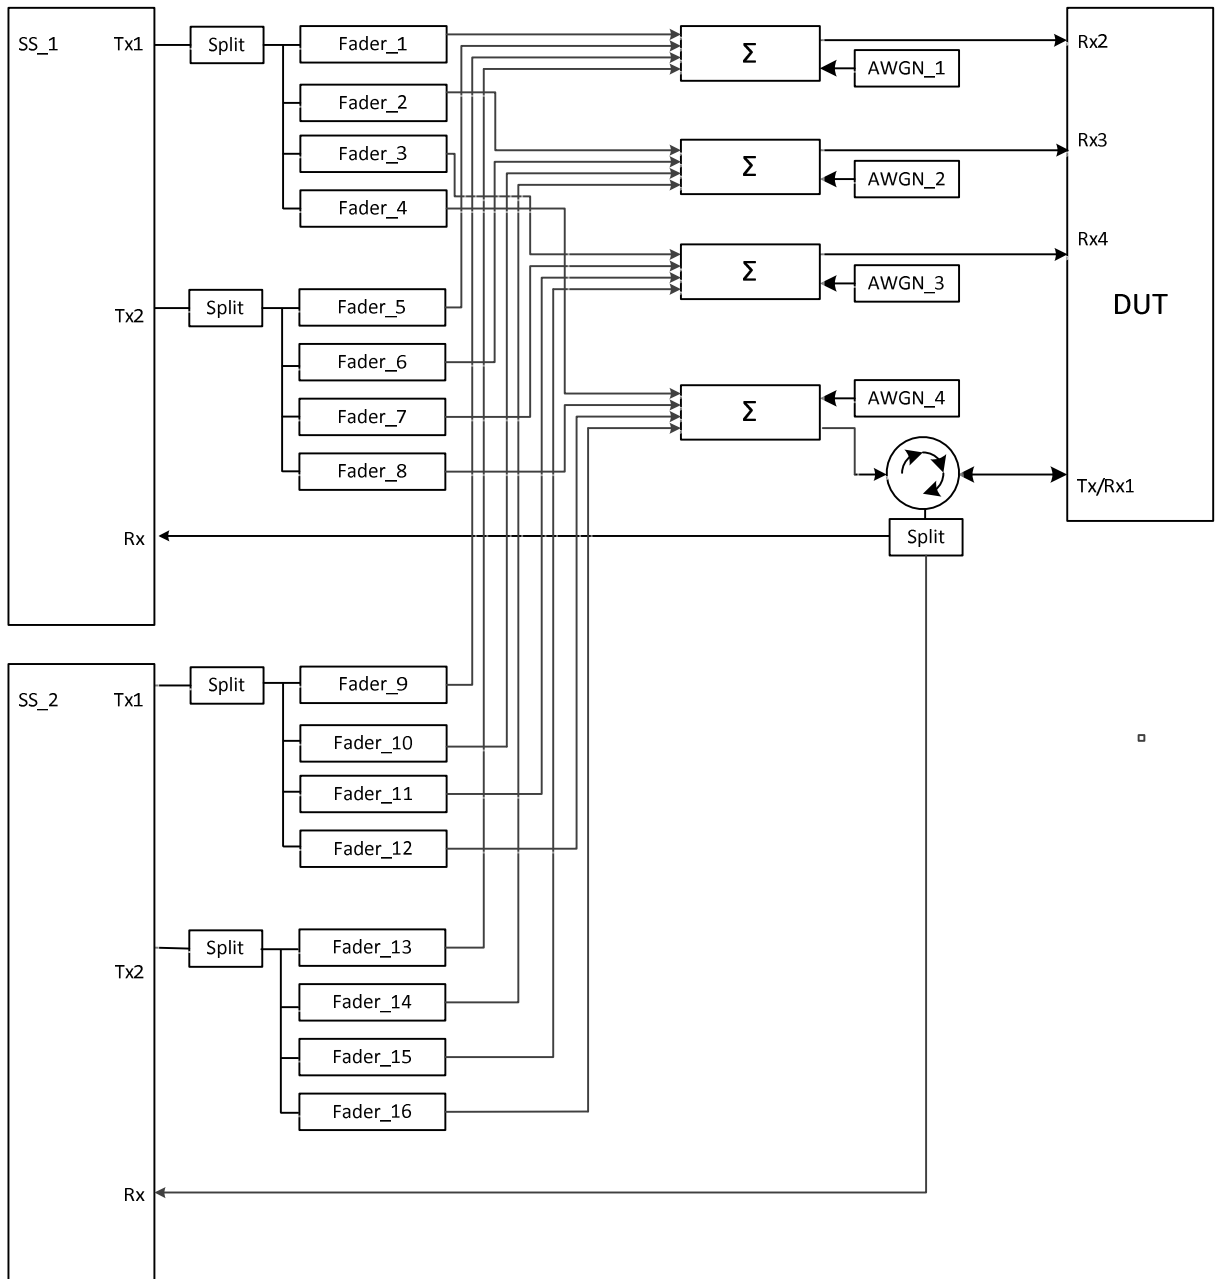 SS_1
Tx1
Split
Fader_1
Σ
Rx2
AWGN_1
Fader_2
Fader_3
Σ
Rx3
AWGN_2
Fader_4
Rx4
Σ
AWGN_3
Tx2
Split
Fader_5
DUT
Fader_6
Fader_7
Σ
AWGN_4
Fader_8
Tx/Rx1
Rx
Split
SS_2
Tx1
Split
Fader_9
Fader_10
Fader_11
Fader_12
Tx2
Split
Fader_13
Fader_14
Fader_15
Fader_16
Rx